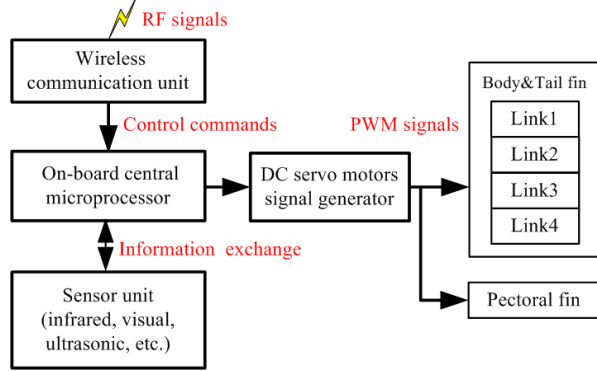 RF signals
Wireless
communication unit
Control commands
PWM signals
On-board central
microprocessor
DC servo motors
signal generator
Body&Tail fin
Link1
Link2
Link3
Link4
Information exchange
Sensor unit
(infrared, visual,
ultrasonic, etc.)
Pectoral fin